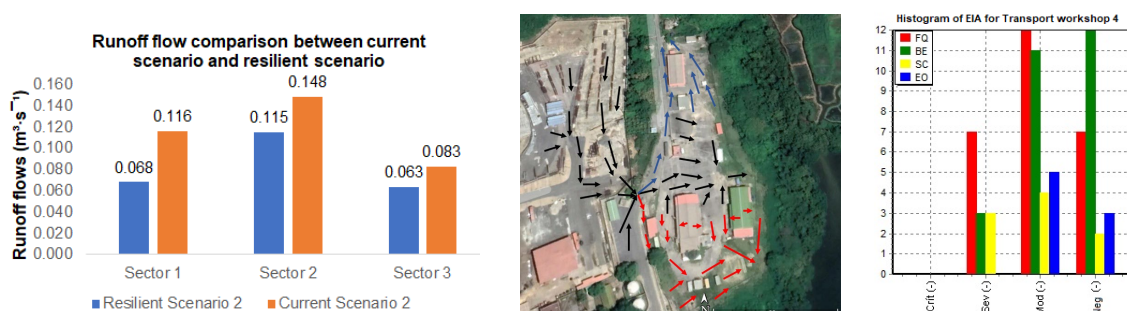 Runoff flow comparison between current
scenario and resilient scenario
Runoff flows (m³·s¯¹)
0.160
0.140
0.120
0.100
0.080
0.060
0.040
0.020
0.000
0.068
0.116
0.115
0.148
0.063
0.083
Sector 1
Sector 2
Sector 3
Resilient Scenario 2
Current Scenario 2
N
Histogram of EIA for Transport workshop 4
FQ
BE
SC
EO
12
11
10
9
8
7
6
5
4
3
2
1
0
Crit (-)
Sev (-)
Mod (-)
Neg (-)